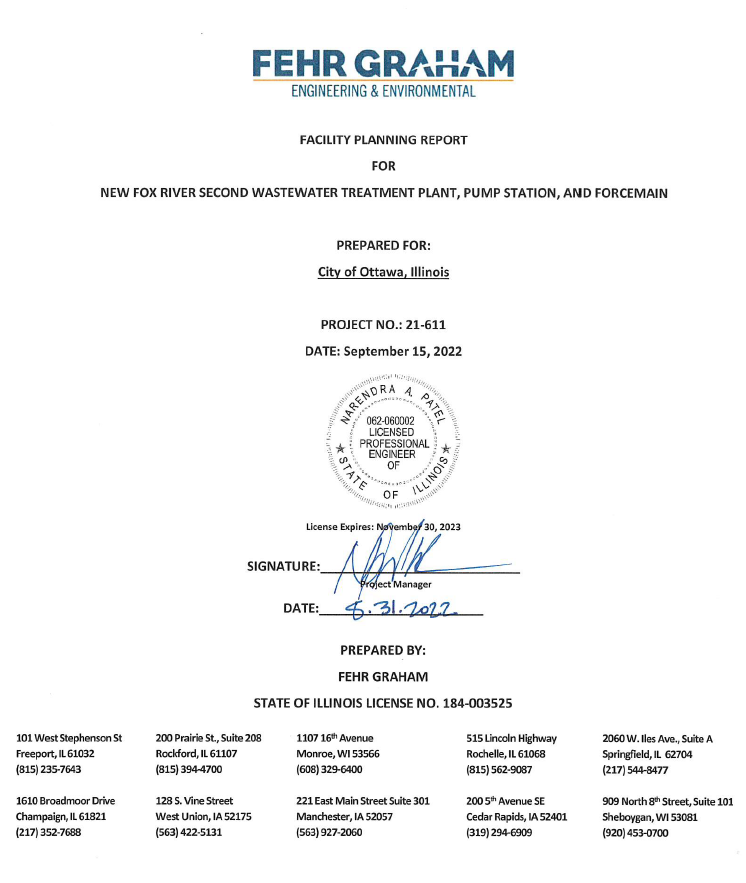 FEHR GRAHAM
ENGINEERING & ENVIRONMENTAL
FACILITY PLANNING REPORT
FOR
NEW FOX RIVER SECOND WASTEWATER TREATMENT PLANT, PUMP STATION, AND FORCEMAIN
PREPARED FOR:
City of Ottawa, Illinois
PROJECT NO.: 21-611
DATE: September 15, 2022
NARENDRA A. PATEL
062-060002
LICENSED
PROFESSIONAL
ENGINEER
OF
STATE OF ILLINOIS
License Expires: November 30, 2023
SIGNATURE:
Project Manager
DATE: .31.2022
PREPARED BY:
FEHR GRAHAM
STATE OF ILLINOIS LICENSE NO. 184-003525
101 West Stephenson St
Freeport, IL 61032
(815) 235-7643
200 Prairie St., Suite 208
Rockford, IL 61107
(815) 394-4700
1107 16th Avenue
Monroe, WI 53566
(608) 329-6400
515 Lincoln Highway
Rochelle, IL 61068
(815) 562-9087
2060 W. Iles Ave., Suite A
Springfield, IL 62704
(217) 544-8477
1610 Broadmoor Drive
Champaign, IL 61821
(217) 352-7688
128 S. Vine Street
West Union, IA 52175
(563) 422-5131
221 East Main Street Suite 301
Manchester, IA 52057
(563) 927-2060
200 5th Avenue SE
Cedar Rapids, IA 52401
(319) 294-6909
909 North 8th Street, Suite 101
Sheboygan, WI 53081
(920) 453-0700